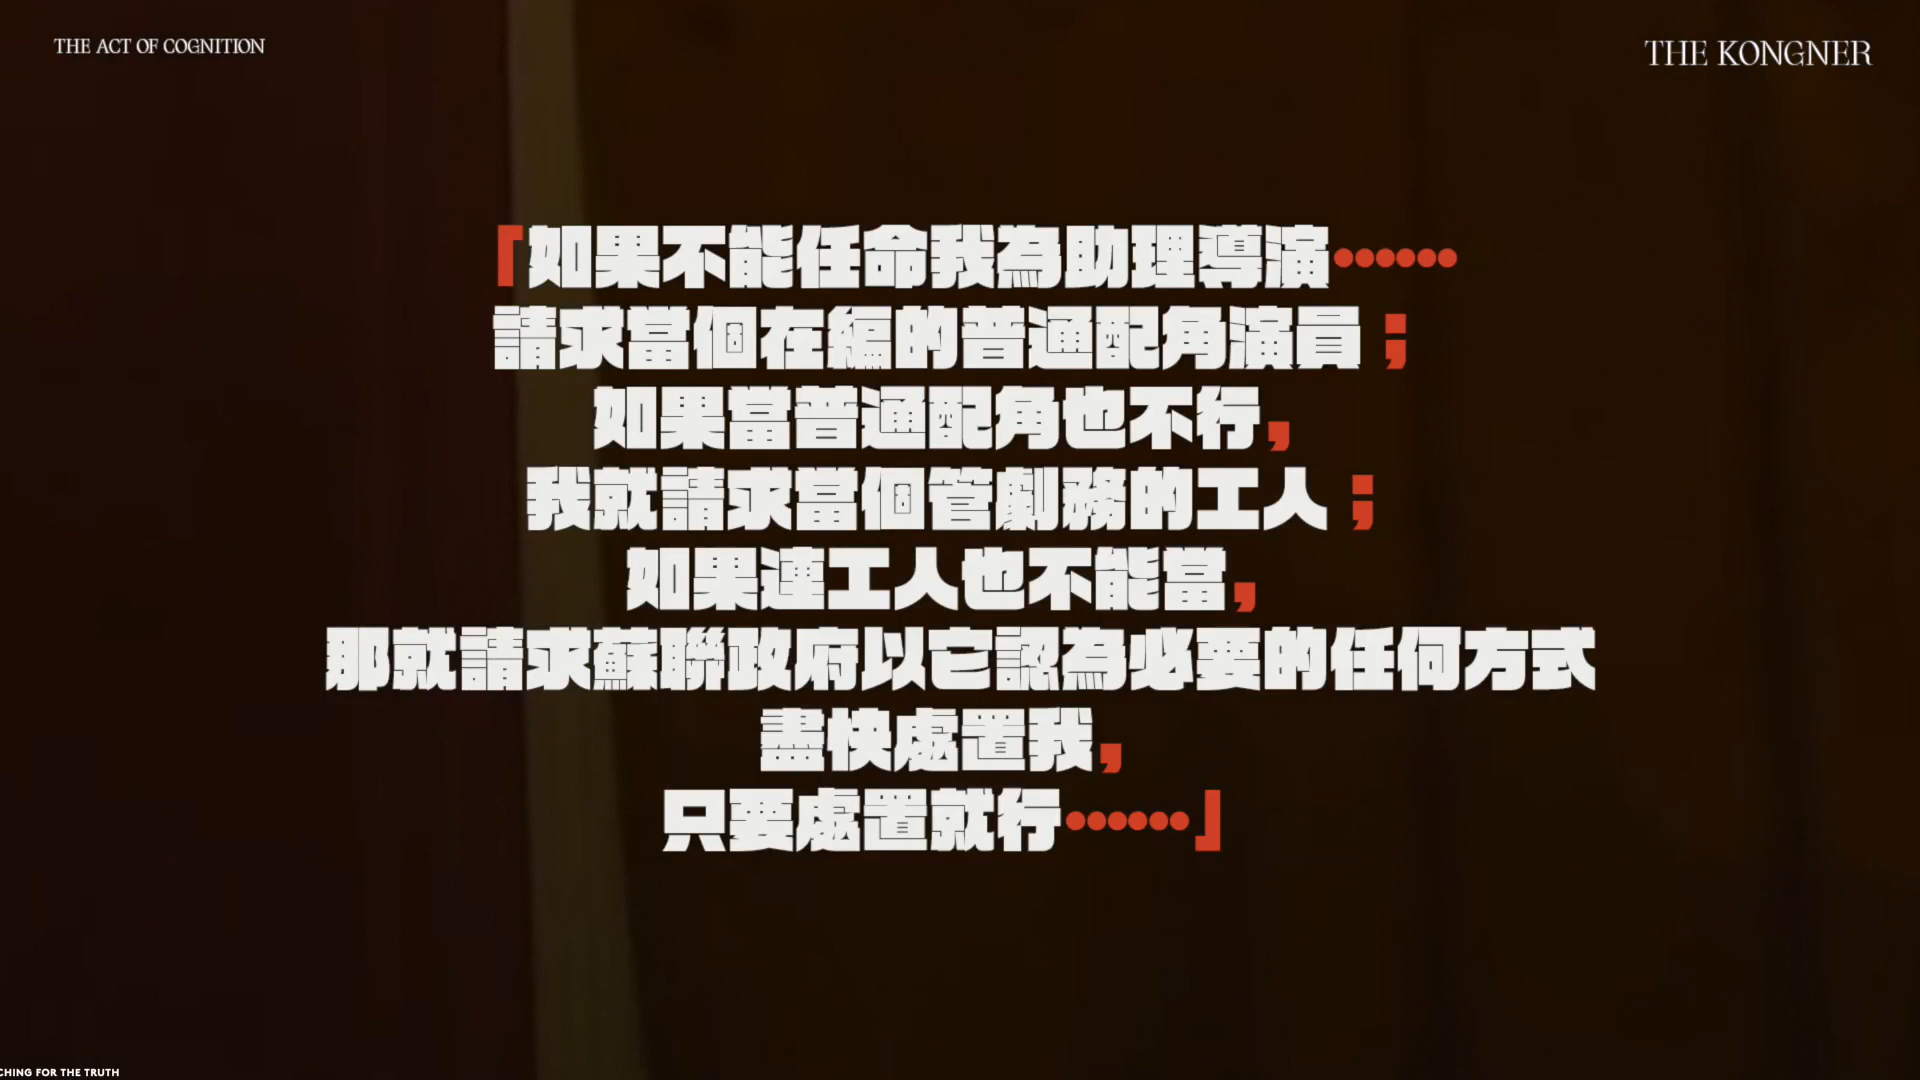 THE ACT OF COGNITION
THE KONGNER
「如果不能任命我為助理導演……
請求當個在編的普通配角演員；
如果當普通配角也不行，
我就請求當個管劇務的工人；
如果連工人也不能當，
那就請求蘇聯政府以它認為必要的任何方式
盡快處置我，
只要處置就行……」
CHING FOR THE TRUTH